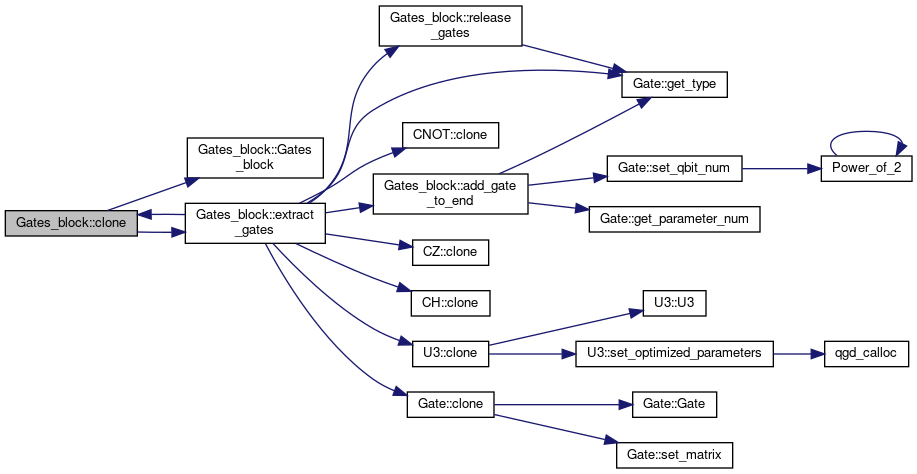 Gates_block::clone
Gates_block::Gates
_block
Gates_block::extract
_gates
Gates_block::release
_gates
CNOT::clone
Gates_block::add_gate
_to_end
CZ::clone
CH::clone
U3::clone
Gate::clone
Gate::get_type
Gate::set_qbit_num
Gate::get_parameter_num
U3::U3
U3::set_optimized_parameters
Gate::Gate
Gate::set_matrix
Power_of_2
qgd_calloc